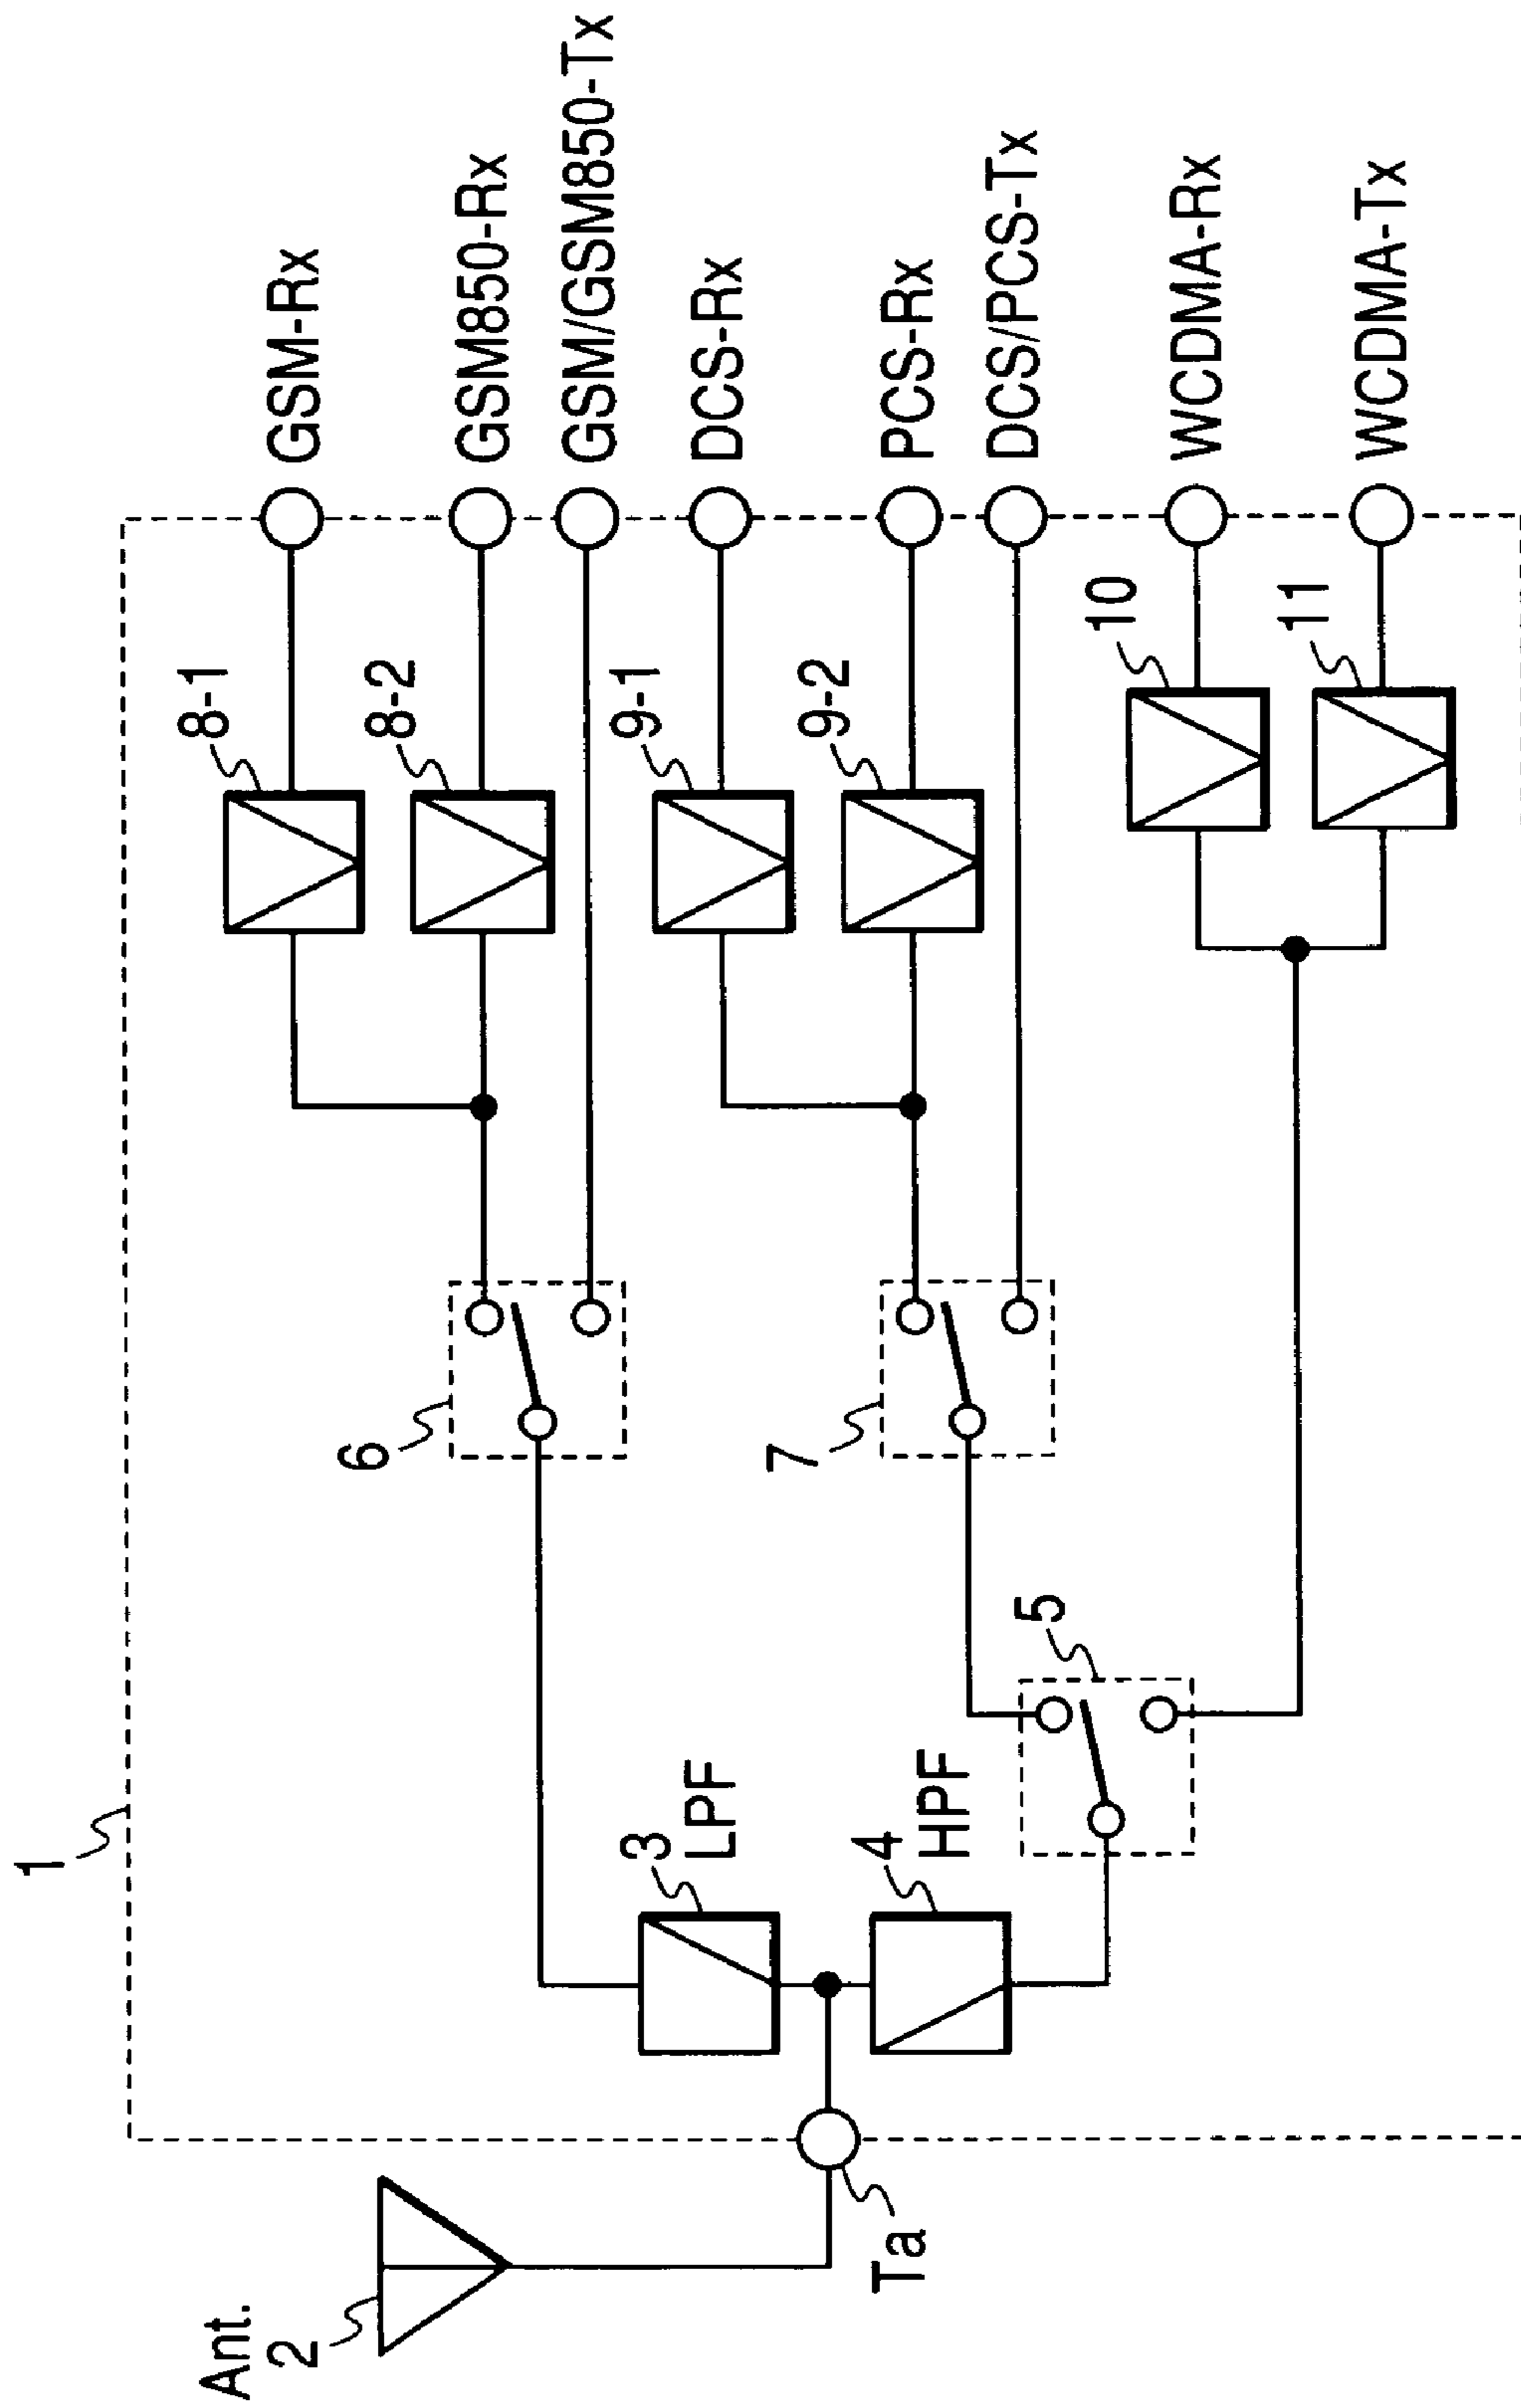 1
Ant.
2
Ta
3
LPF
4
HPF
5
6
7
8-1
8-2
9-1
9-2
10
11
GSM-Rx
GSM850-Rx
GSM/GSM850-Tx
DCS-Rx
PCS-Rx
DCS/PCS-Tx
WCDMA-Rx
WCDMA-Tx